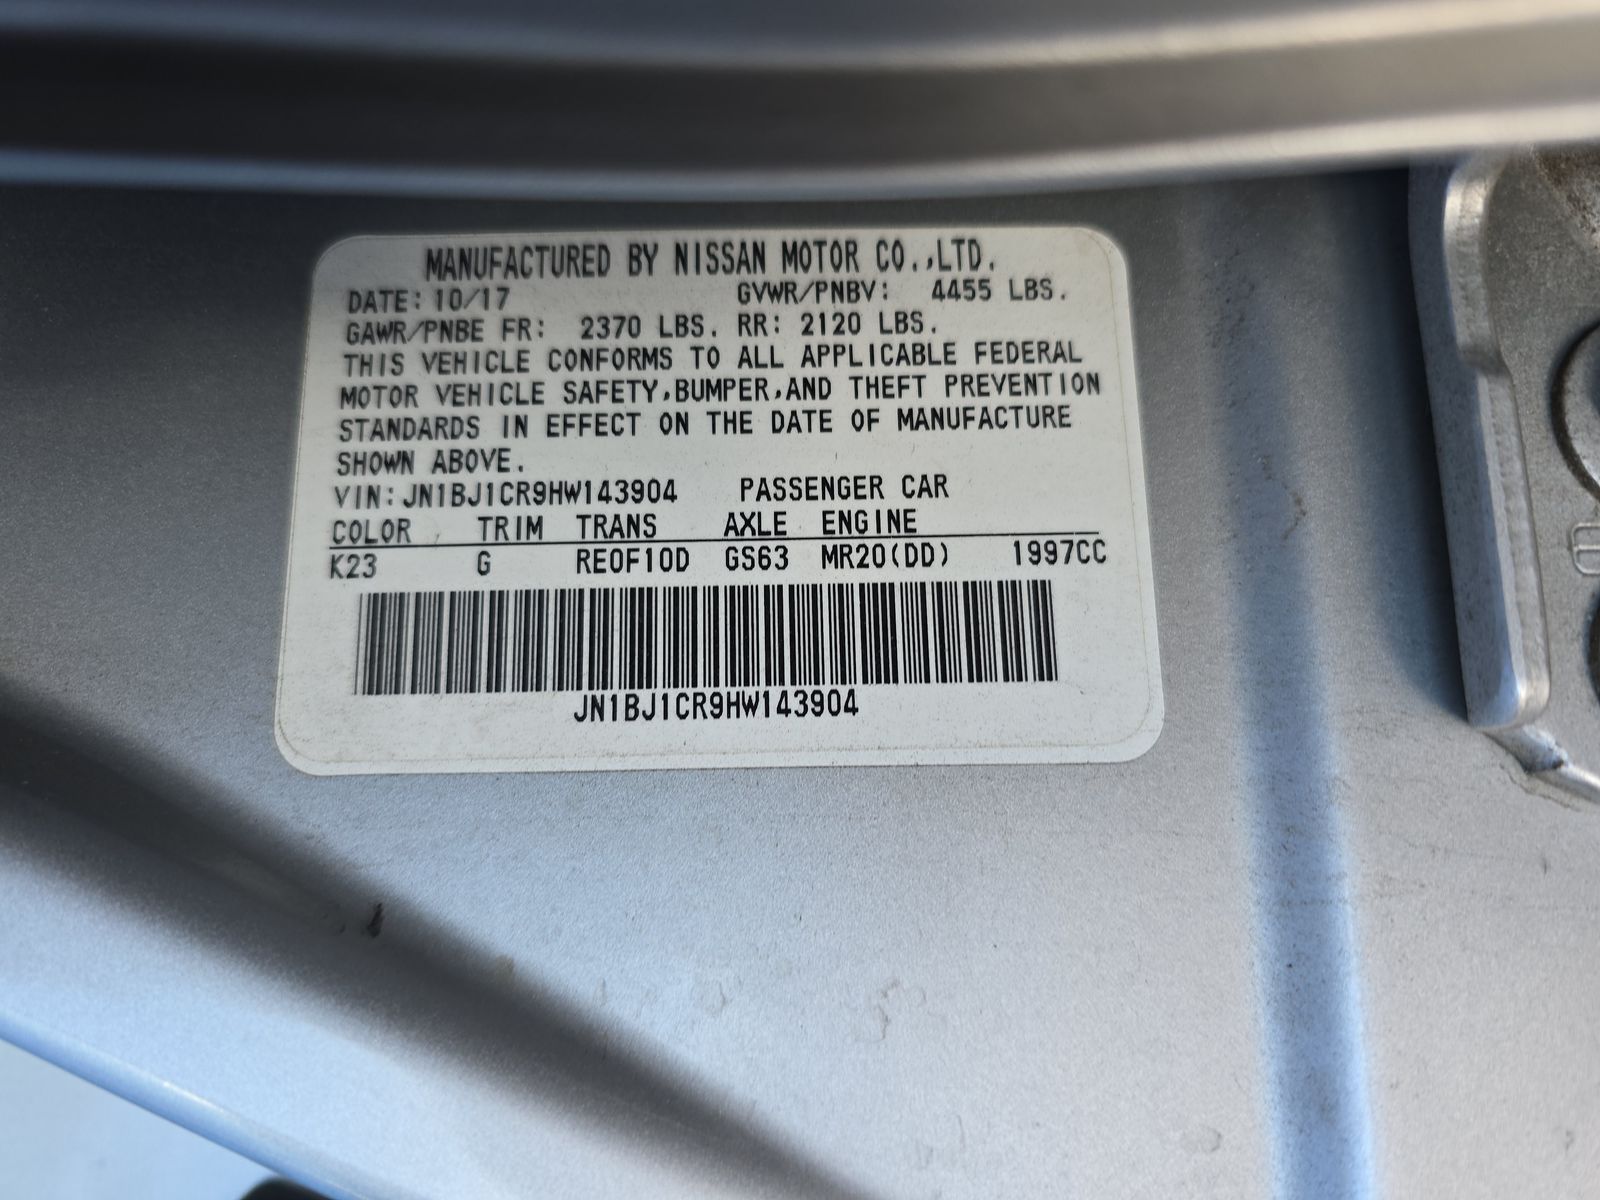 MANUFACTURED BY NISSAN MOTOR CO.,LTD.
DATE: 10/17 GVWR/PNBV: 4455 LBS.
GAWR/PNBE FR: 2370 LBS. RR: 2120 LBS.
THIS VEHICLE CONFORMS TO ALL APPLICABLE FEDERAL
MOTOR VEHICLE SAFETY,BUMPER,AND THEFT PREVENTION
STANDARDS IN EFFECT ON THE DATE OF MANUFACTURE
SHOWN ABOVE.
VIN: JN1BJ1CR9HW143904 PASSENGER CAR
COLOR TRIM TRANS AXLE ENGINE
K23 G RE0F10D GS63 MR20(DD) 1997CC
JN1BJ1CR9HW143904